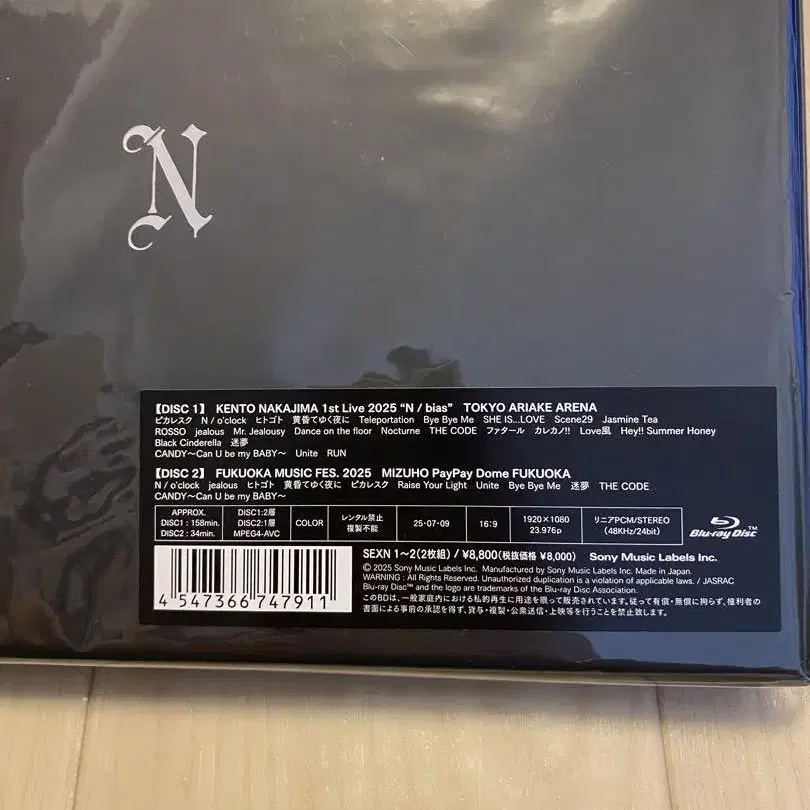 N
【DISC 1】 KENTO NAKAJIMA 1st Live 2025 “N / bias” TOKYO ARIAKE ARENA
ピカレスク N / o'clock ヒトゴト 黄昏てゆく夜に Teleportation Bye Bye Me SHE IS...LOVE Scene29 Jasmine Tea
ROSSO jealous Mr. Jealousy Dance on the floor Nocturne THE CODE ファタール カレカノ!! Love風 Hey!! Summer Honey
Black Cinderella 迷夢
CANDY〜Can U be my BABY〜 Unite RUN
【DISC 2】 FUKUOKA MUSIC FES. 2025 MIZUHO PayPay Dome FUKUOKA
N / o'clock jealous ヒトゴト 黄昏てゆく夜に ピカレスク Raise Your Light Unite Bye Bye Me 迷夢 THE CODE
CANDY〜Can U be my BABY〜
APPROX. DISC1 : 158min. DISC2 : 34min.
DISC1:2層 DISC2:1層 MPEG4-AVC
COLOR
レンタル禁止 複製不能
25・07・09
16:9
1920×1080 23.976p
リニアPCM/STEREO (48KHz/24bit)
Blu-ray Disc™
4 547366 747911
SEXN 1〜2(2枚組) / ¥8,800(税抜価格 ¥8,000) Sony Music Labels Inc.
© 2025 Sony Music Labels Inc. Manufactured by Sony Music Labels Inc. Made in Japan.
WARNING : All Rights Reserved. Unauthorized duplication is a violation of applicable laws. / JASRAC
Blu-ray Disc™ and the logo are trademarks of the Blu-ray Disc Association.
このBDは、一般家庭内における私的再生に用途を限って販売されています。従って有償・無償に拘らず、権利者の
書面による事前の承認を得ず、貸与・複製・公衆送信・上映等を行うことを禁止致します。